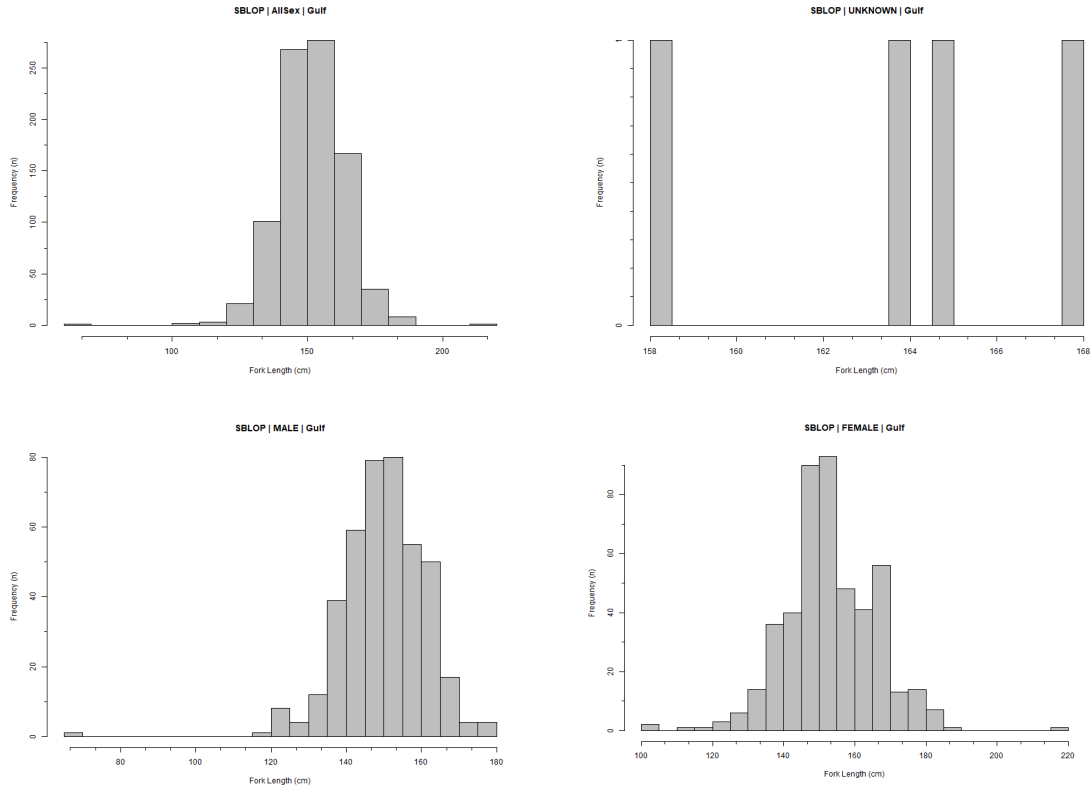 SBLOP | AllSex | Gulf
Frequency (n)
0 50 100 150 200 250
100 150 200
Fork Length (cm)
SBLOP | UNKNOWN | Gulf
Frequency (n)
1
158 160 162 164 166 168
Fork Length (cm)
SBLOP | MALE | Gulf
Frequency (n)
0 20 40 60 80
80 100 120 140 160 180
Fork Length (cm)
SBLOP | FEMALE | Gulf
Frequency (n)
0 20 40 60 80
100 120 140 160 180 200 220
Fork Length (cm)